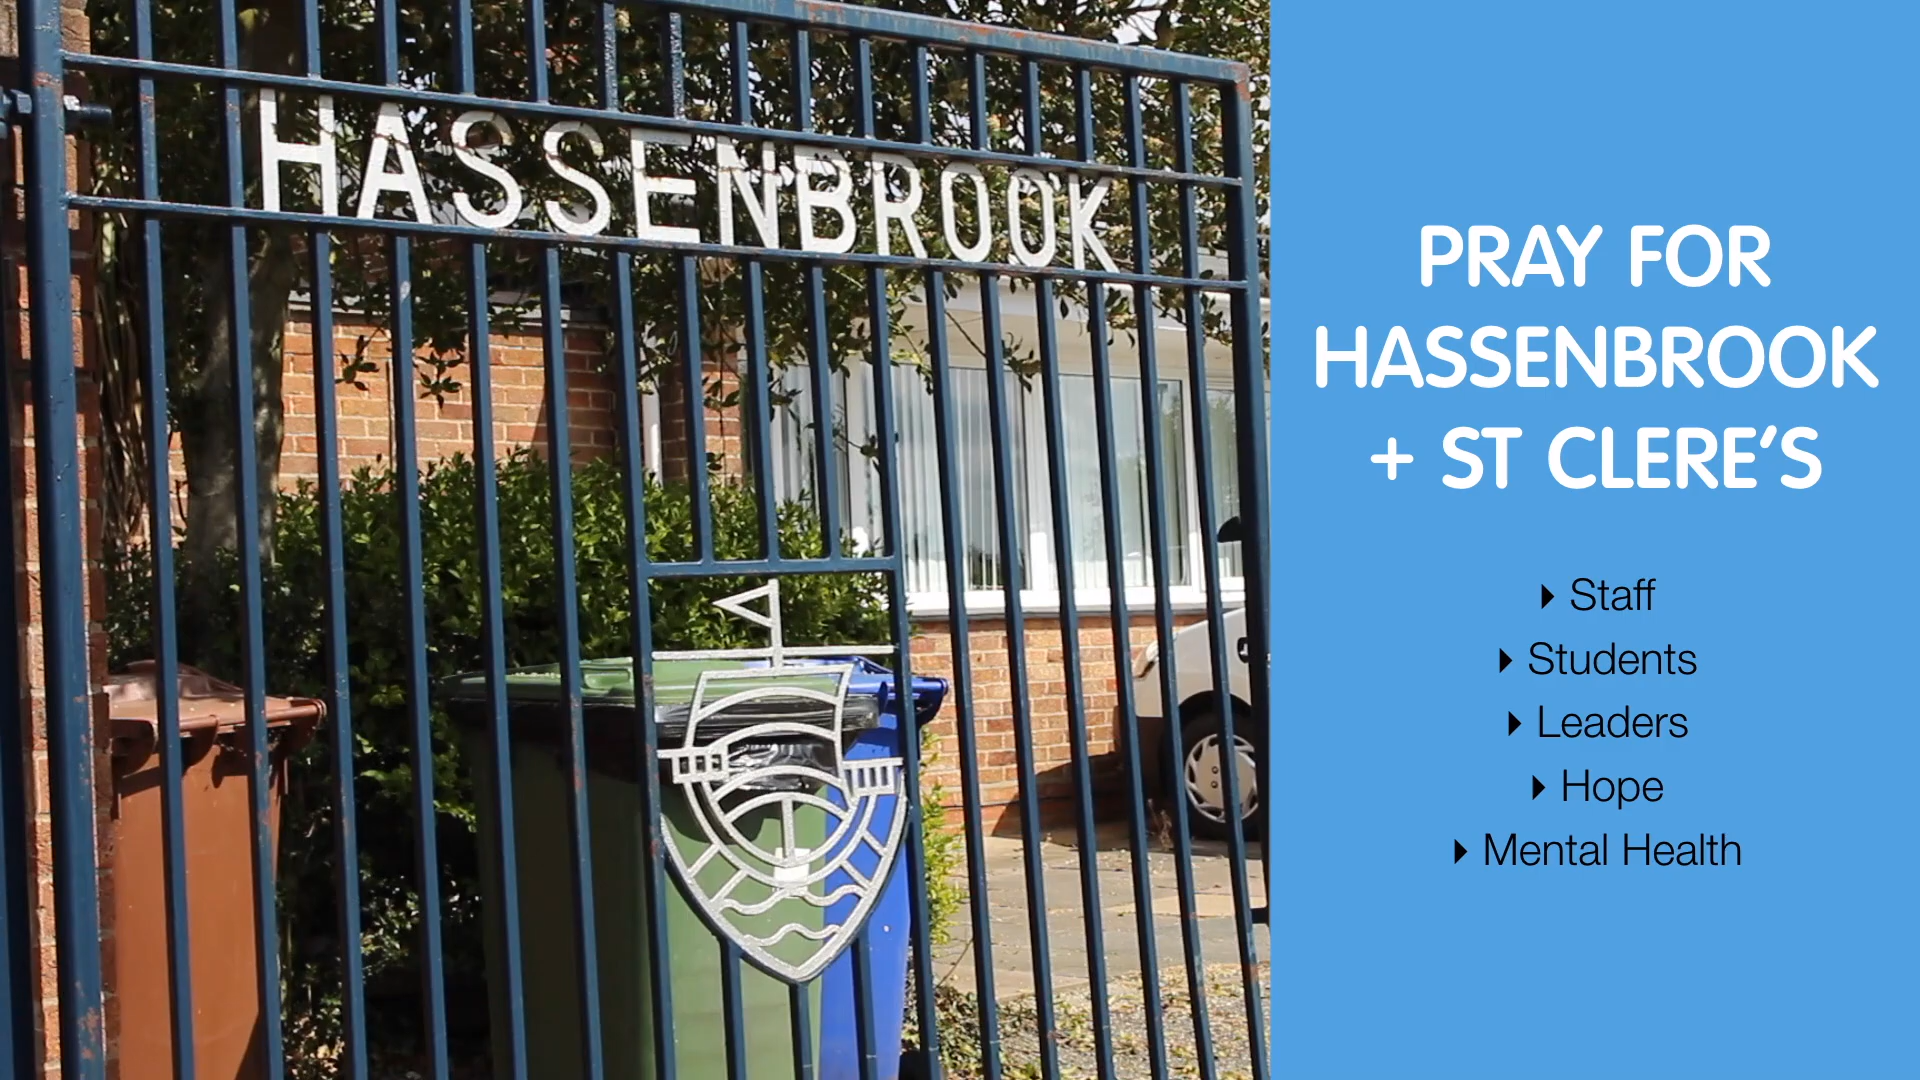 HASSENBROOK
PRAY FOR
HASSENBROOK
+ ST CLERE'S
Staff
Students
Leaders
Hope
Mental Health